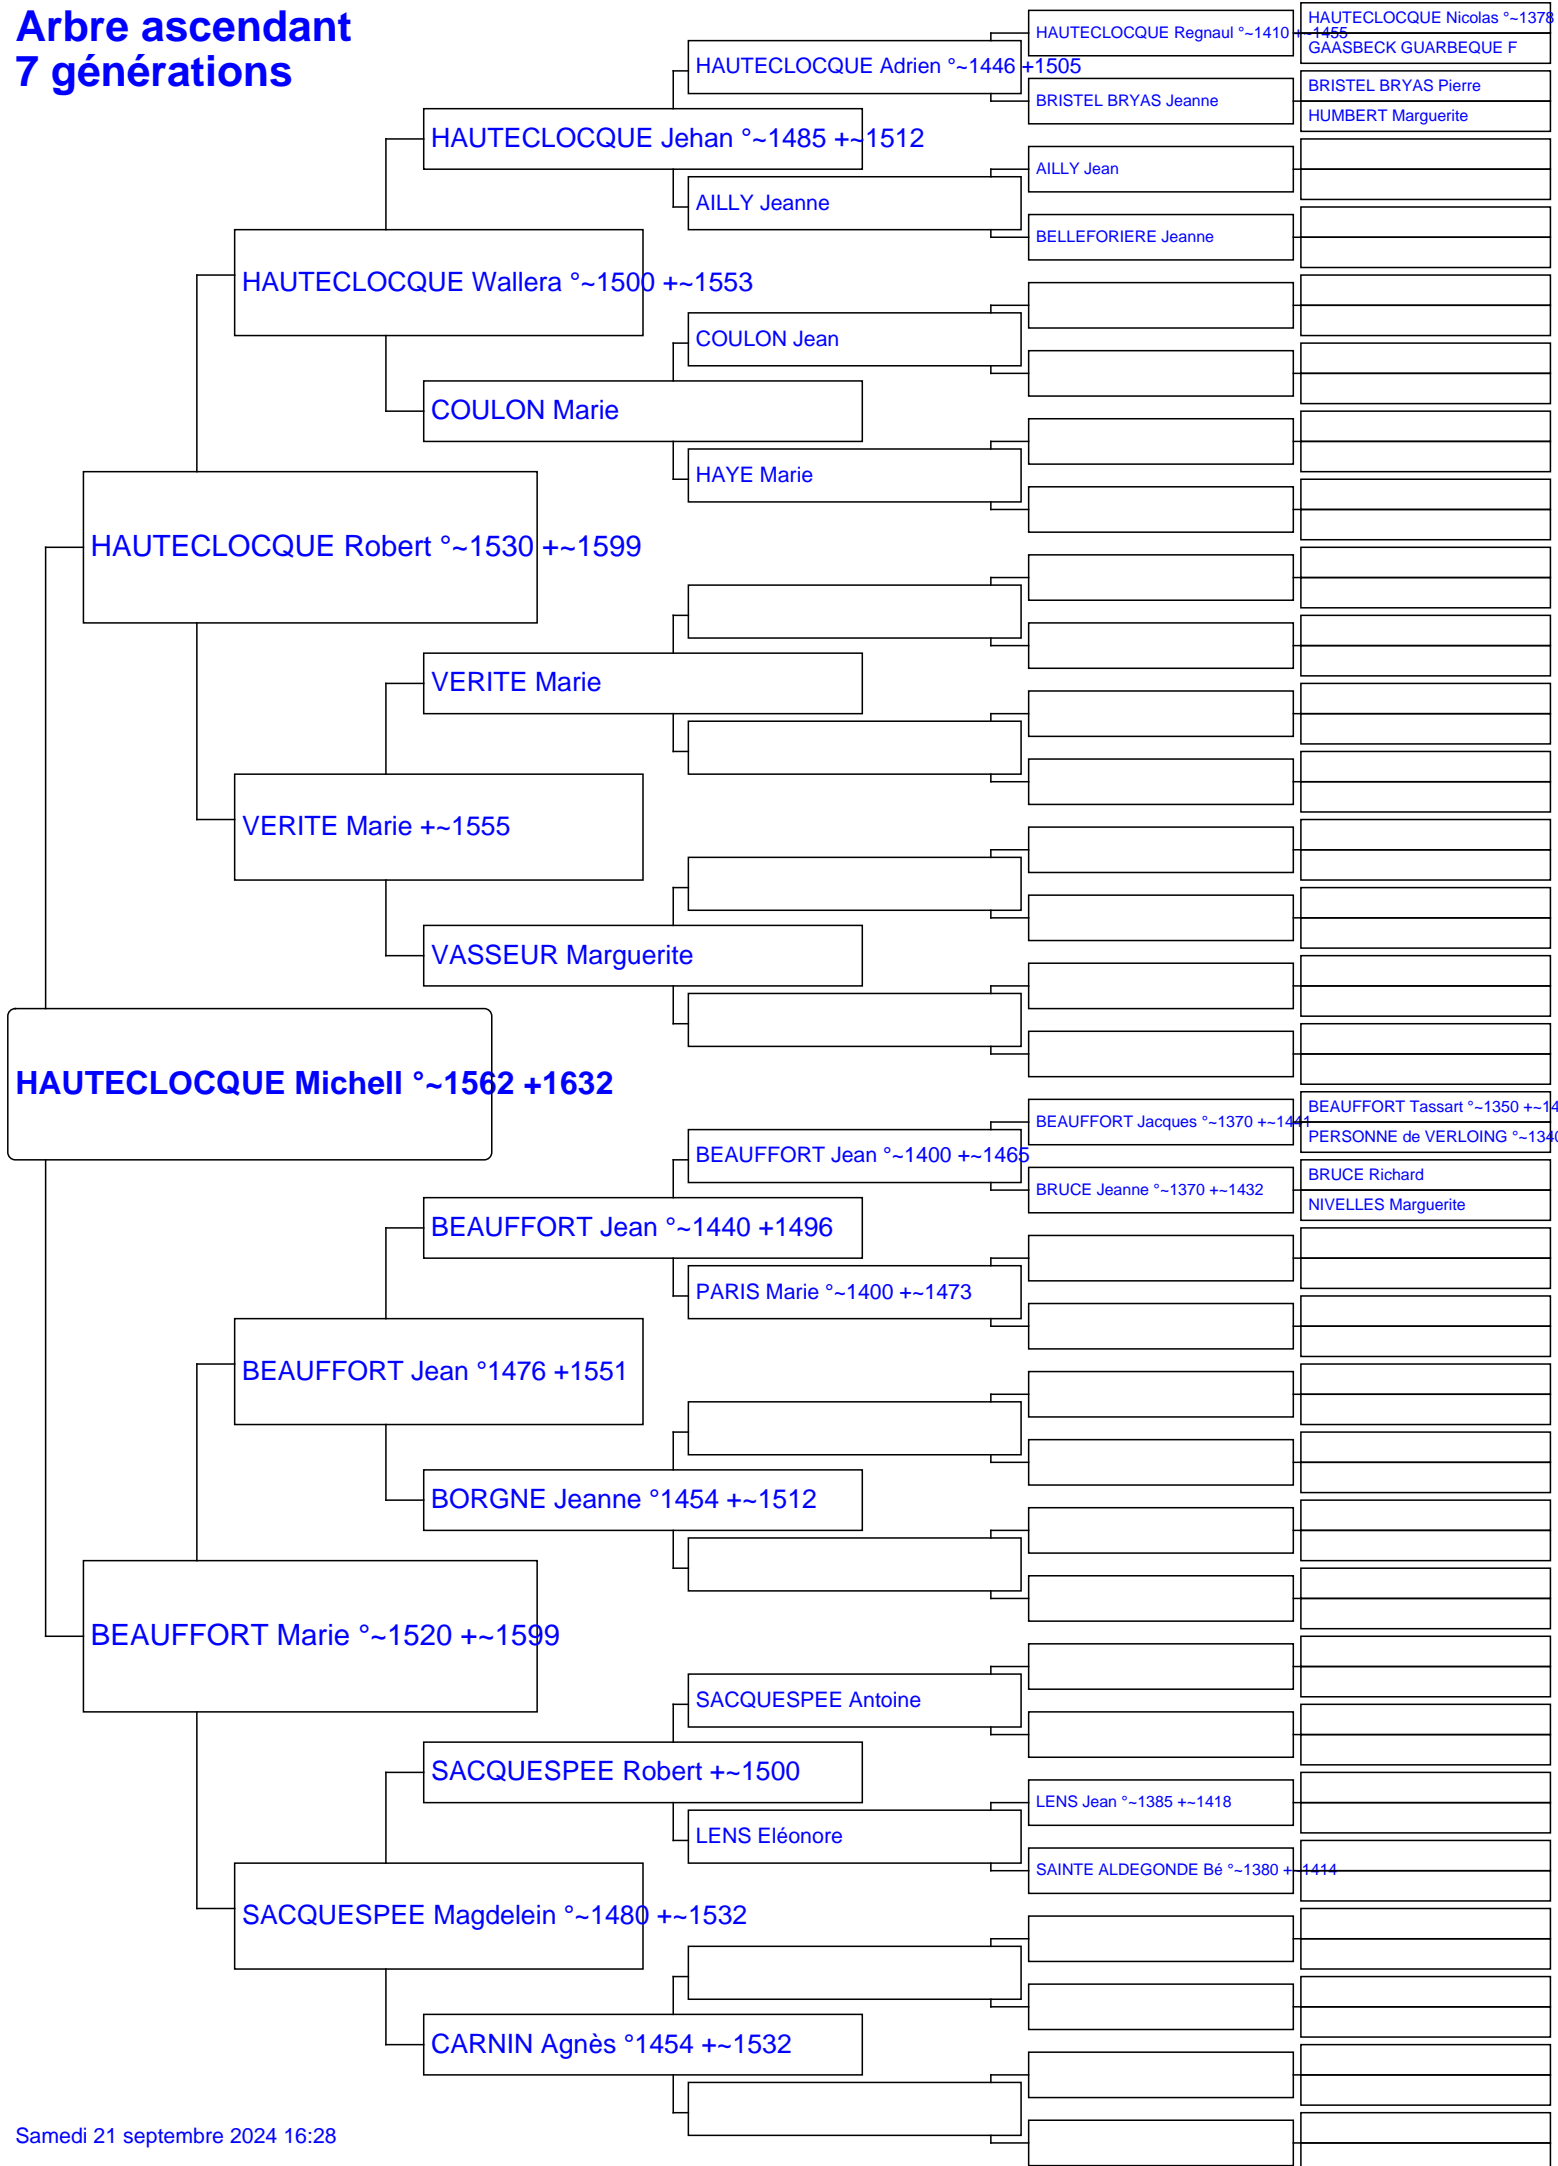 Arbre ascendant
7 générations
HAUTECLOCQUE Nicolas °~1378
HAUTECLOCQUE Regnaul °~1410 +~1455
GAASBECK GUARBEQUE F
HAUTECLOCQUE Adrien °~1446 +1505
BRISTEL BRYAS Pierre
BRISTEL BRYAS Jeanne
HUMBERT Marguerite
HAUTECLOCQUE Jehan °~1485 +~1512
AILLY Jean
AILLY Jeanne
BELLEFORIERE Jeanne
HAUTECLOCQUE Wallera °~1500 +~1553
COULON Jean
COULON Marie
HAYE Marie
HAUTECLOCQUE Robert °~1530 +~1599
VERITE Marie
VERITE Marie +~1555
VASSEUR Marguerite
HAUTECLOCQUE Michell °~1562 +1632
BEAUFFORT Tassart °~1350 +~14
BEAUFFORT Jacques °~1370 +~1441
PERSONNE de VERLOING °~1340
BEAUFFORT Jean °~1400 +~1465
BRUCE Richard
BRUCE Jeanne °~1370 +~1432
NIVELLES Marguerite
BEAUFFORT Jean °~1440 +1496
PARIS Marie °~1400 +~1473
BEAUFFORT Jean °1476 +1551
BORGNE Jeanne °1454 +~1512
BEAUFFORT Marie °~1520 +~1599
SACQUESPEE Antoine
SACQUESPEE Robert +~1500
LENS Jean °~1385 +~1418
LENS Eléonore
SAINTE ALDEGONDE Bé °~1380 +~1414
SACQUESPEE Magdelein °~1480 +~1532
CARNIN Agnès °1454 +~1532
Samedi 21 septembre 2024 16:28